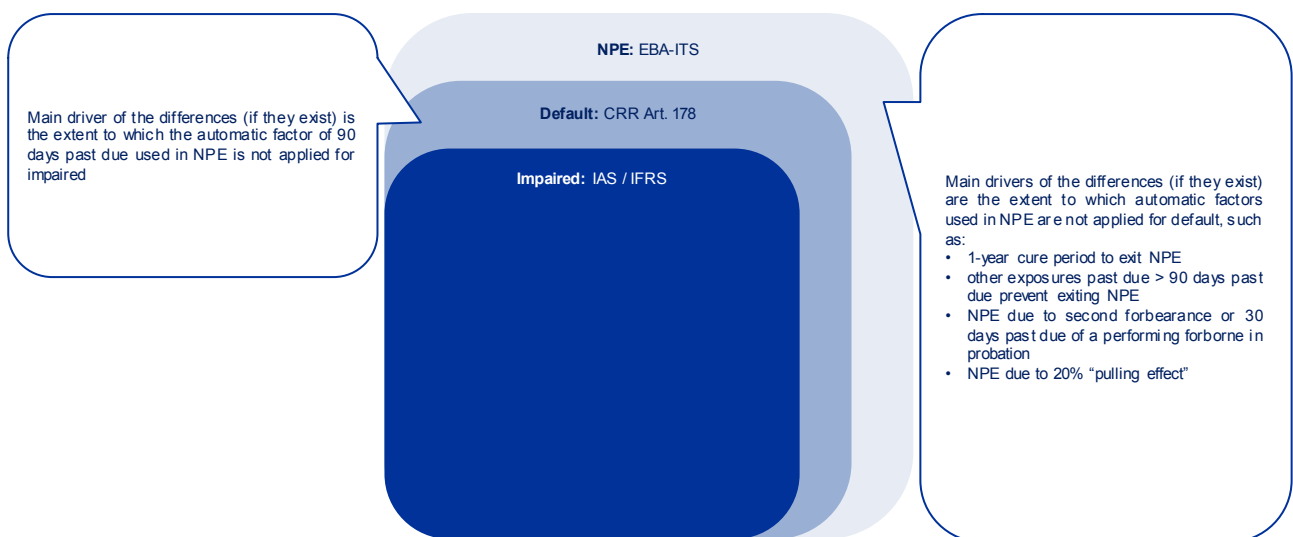 Main driver of the differences (if they exist) is
the extent to which the automatic factor of 90
days past due used in NPE is not applied for
impaired
NPE: EBA-ITS
Default: CRR Art. 178
Impaired: IAS / IFRS
Main drivers of the differences (if they exist)
are the extent to which automatic factors
used in NPE are not applied for default, such
as:
• 1-year cure period to exit NPE
• other exposures past due > 90 days past
due prevent exiting NPE
• NPE due to second forbearance or 30
days past due of a performing forborne in
probation
• NPE due to 20% “pulling effect”